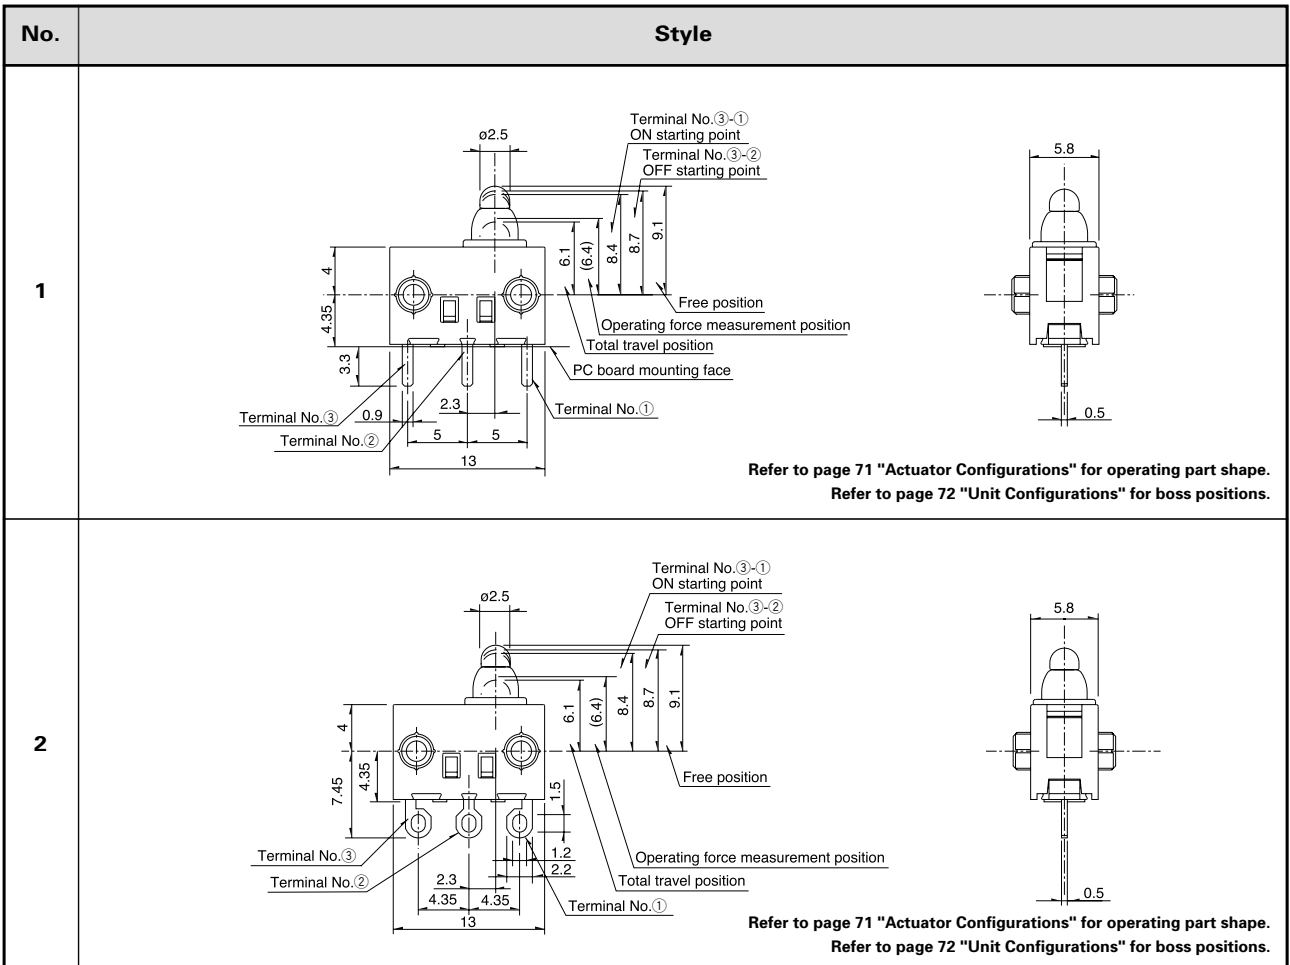 No.
Style
1
Terminal No.③-①
ON starting point
Terminal No.③-②
OFF starting point
ø2.5
5.8
4
4.35
3.3
6.1
(6.4)
8.4
8.7
9.1
Free position
Operating force measurement position
Total travel position
PC board mounting face
Terminal No.①
Terminal No.③
0.9
Terminal No.②
2.3
5
5
13
0.5
Refer to page 71 "Actuator Configurations" for operating part shape.
Refer to page 72 "Unit Configurations" for boss positions.
2
Terminal No.③-①
ON starting point
Terminal No.③-②
OFF starting point
ø2.5
5.8
4
4.35
7.45
6.1
(6.4)
8.4
8.7
9.1
Free position
1.5
1.2
2.2
Operating force measurement position
Total travel position
Terminal No.①
Terminal No.③
Terminal No.②
2.3
4.35
4.35
13
0.5
Refer to page 71 "Actuator Configurations" for operating part shape.
Refer to page 72 "Unit Configurations" for boss positions.